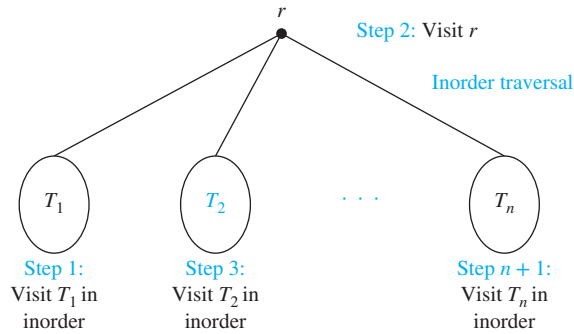 r
Step 2: Visit r
Inorder traversal
T₁
T₂
. . .
Tₙ
Step 1:
Visit T₁ in
inorder
Step 3:
Visit T₂ in
inorder
Step n + 1:
Visit Tₙ in
inorder